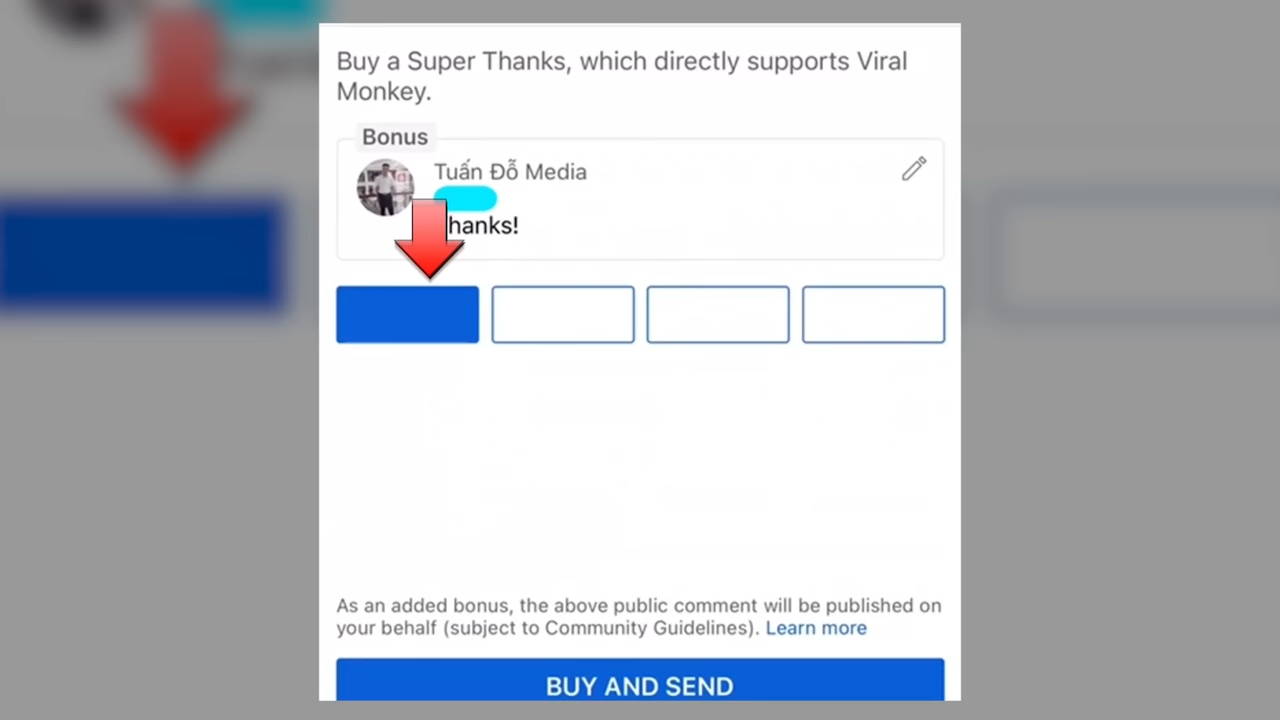 Buy a Super Thanks, which directly supports Viral
Monkey.
Bonus
Tuấn Đỗ Media
hanks!
As an added bonus, the above public comment will be published on
your behalf (subject to Community Guidelines). Learn more
BUY AND SEND